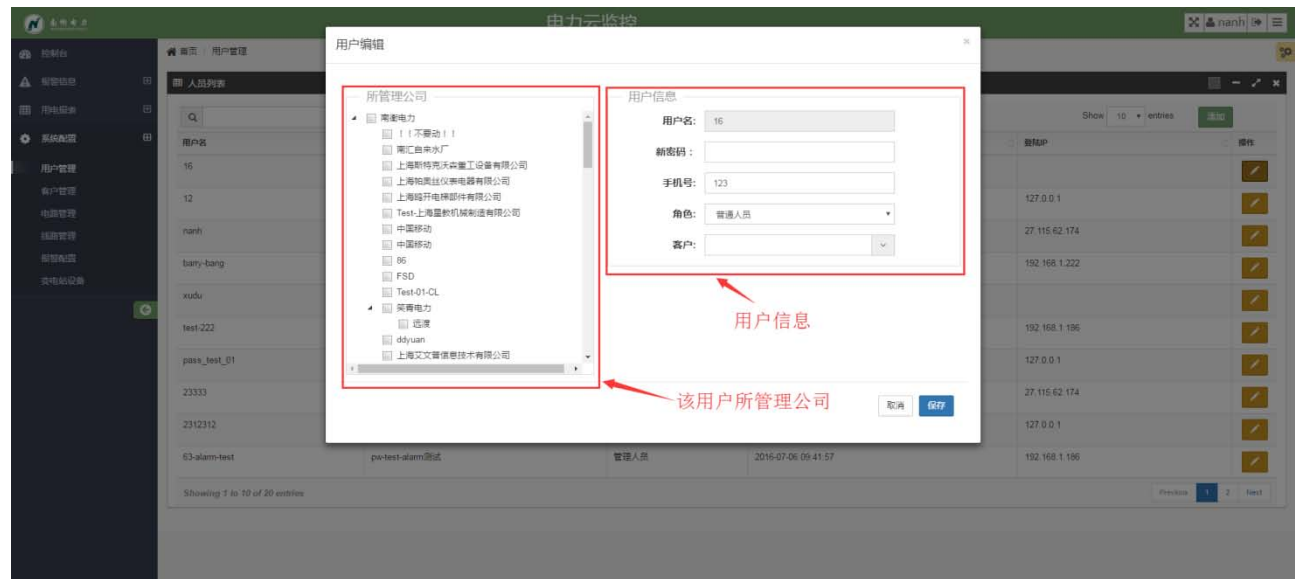 电力云监控
nanh
控制台
首页 用户管理
报警信息
用电报表
系统配置
用户管理
客户管理
电路管理
线路管理
报警配置
变电站设备
人员列表
Show 10 entries
添加
用户名
登陆IP
操作
16
12
127.0.0.1
nanh
27.115.62.174
barry-bang-
192.168.1.222
xudu
test-222
192.168.1.186
pass_test_01
127.0.0.1
23333
27.115.62.174
2312312
127.0.0.1
63-alarm-test
pw-test-alarm测试
管理人员
2016-07-06 09:41:57
192.168.1.186
Showing 1 to 10 of 20 entries
Previous 1 2 Next
用户编辑
×
所管理公司
南衡电力
！！不要动！！
南汇自来水厂
上海斯特克沃森重工设备有限公司
上海帕奥丝仪表电器有限公司
上海皓开电梯部件有限公司
Test-上海星毅机械制造有限公司
中国移动
中国移动
86
FSD
Test-01-CL
笑青电力
远渡
ddyuan
上海艾文普信息技术有限公司
用户信息
用户名: 16
新密码：
手机号: 123
角色: 普通人员
客户:
用户信息
该用户所管理公司
取消
保存